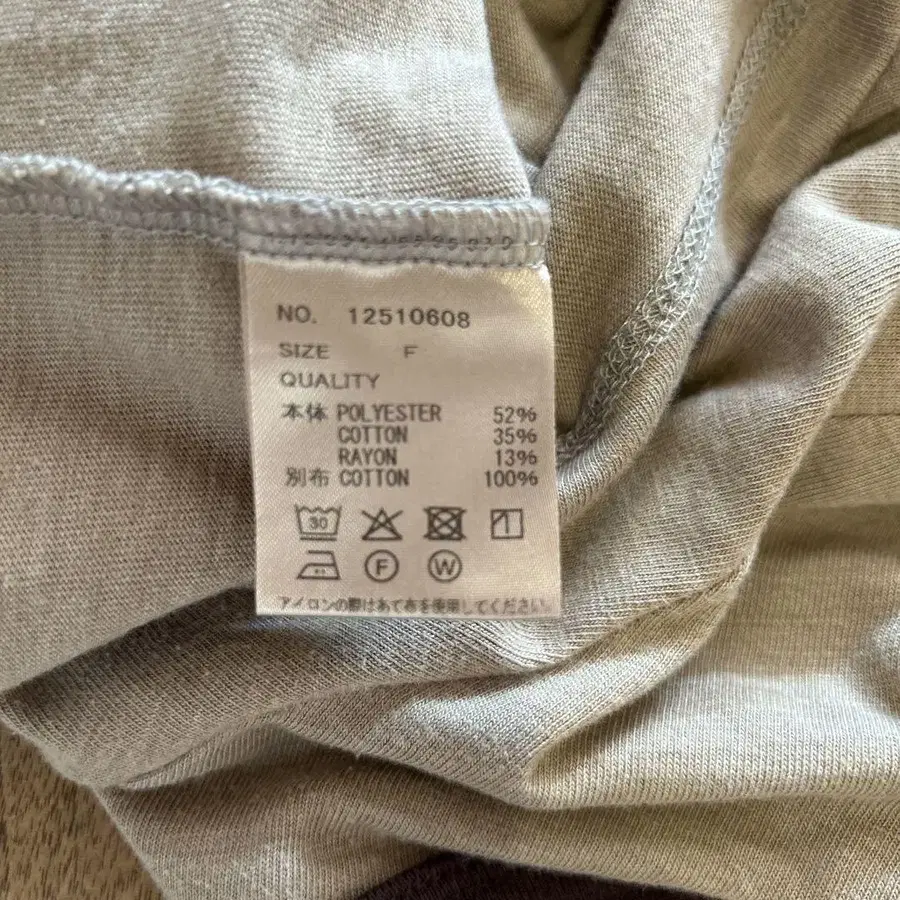 NO. 12510608
SIZE F
QUALITY
本体 POLYESTER 52%
COTTON 35%
RAYON 13%
別布 COTTON 100%
30
F W
アイロンの際はあて布を使用してください